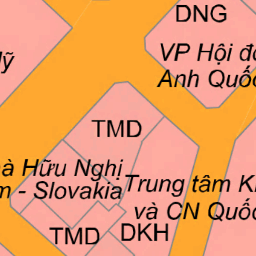 DNG
VP Hội
Anh Quốc
TMD
Hữu Nghị
- Slovakia
Trung tâm
và CN Quốc
TMD
DKH